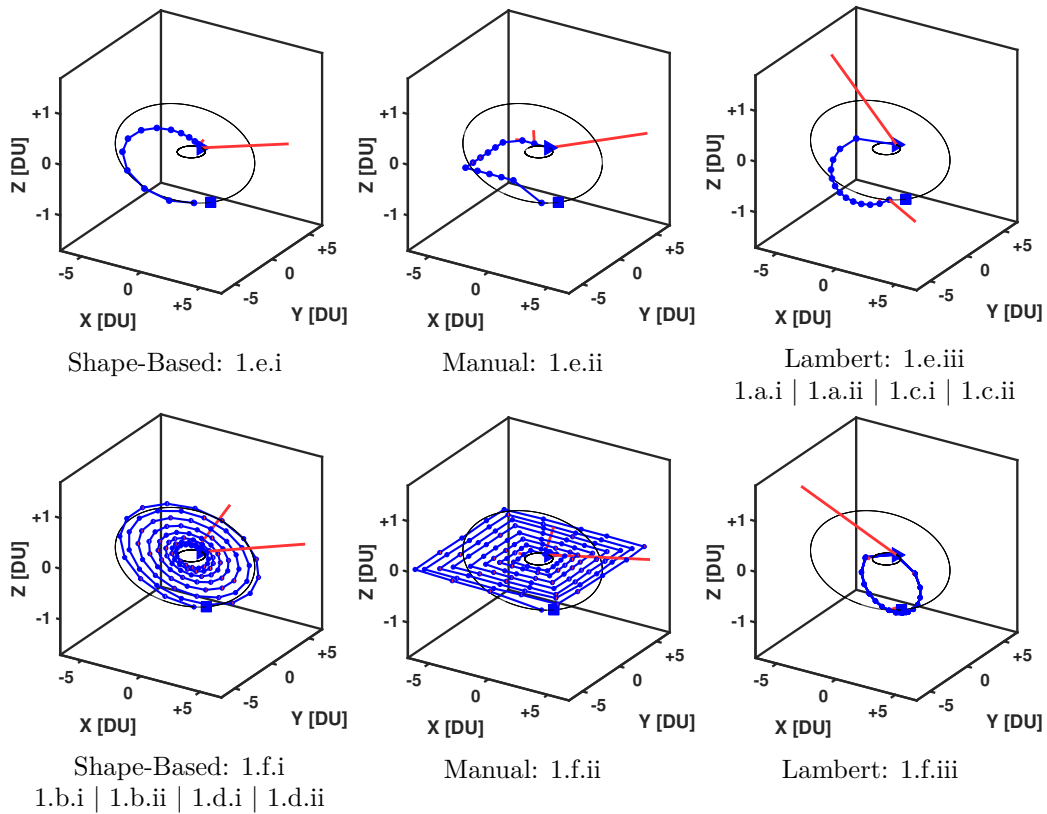 +1
0
-1
Z [DU]
-5
0
+5
X [DU]
-5
0
+5
Y [DU]
Shape-Based: 1.e.i
+1
0
-1
Z [DU]
-5
0
+5
X [DU]
-5
0
+5
Y [DU]
Manual: 1.e.ii
+1
0
-1
Z [DU]
-5
0
+5
X [DU]
-5
0
+5
Y [DU]
Lambert: 1.e.iii
1.a.i | 1.a.ii | 1.c.i | 1.c.ii
+1
0
-1
Z [DU]
-5
0
+5
X [DU]
-5
0
+5
Y [DU]
Shape-Based: 1.f.i
1.b.i | 1.b.ii | 1.d.i | 1.d.ii
+1
0
-1
Z [DU]
-5
0
+5
X [DU]
-5
0
+5
Y [DU]
Manual: 1.f.ii
+1
0
-1
Z [DU]
-5
0
+5
X [DU]
-5
0
+5
Y [DU]
Lambert: 1.f.iii